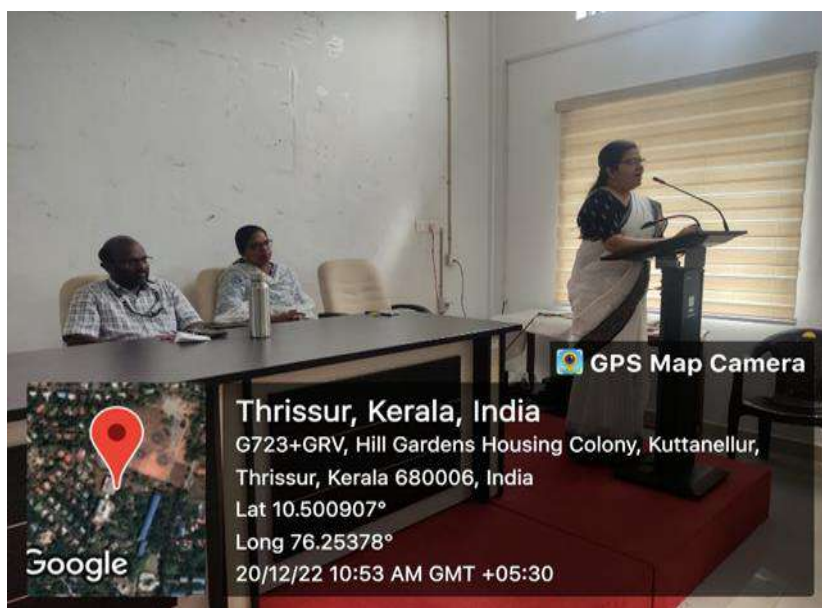 GPS Map Camera
Thrissur, Kerala, India
G723+GRV, Hill Gardens Housing Colony, Kuttanellur,
Thrissur, Kerala 680006, India
Lat 10.500907°
Long 76.25378°
20/12/22 10:53 AM GMT +05:30
Google